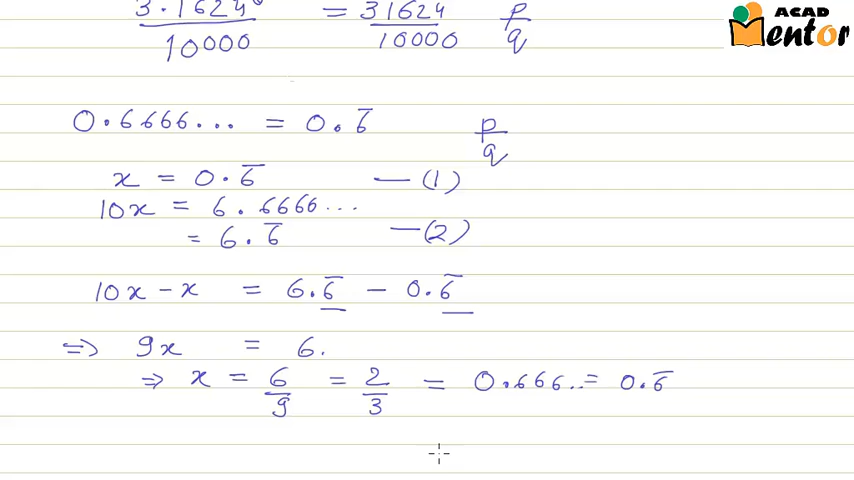 3.1624 / 10000 = 31624 / 10000 p/q
ACAD mentor
0.6666... = 0.6̅ p/q
x = 0.6̅ — (1)
10x = 6.6666...
= 6.6̅ — (2)
10x - x = 6.6̅ - 0.6̅
⇒ 9x = 6.
⇒ x = 6/9 = 2/3 = 0.666.. = 0.6̅